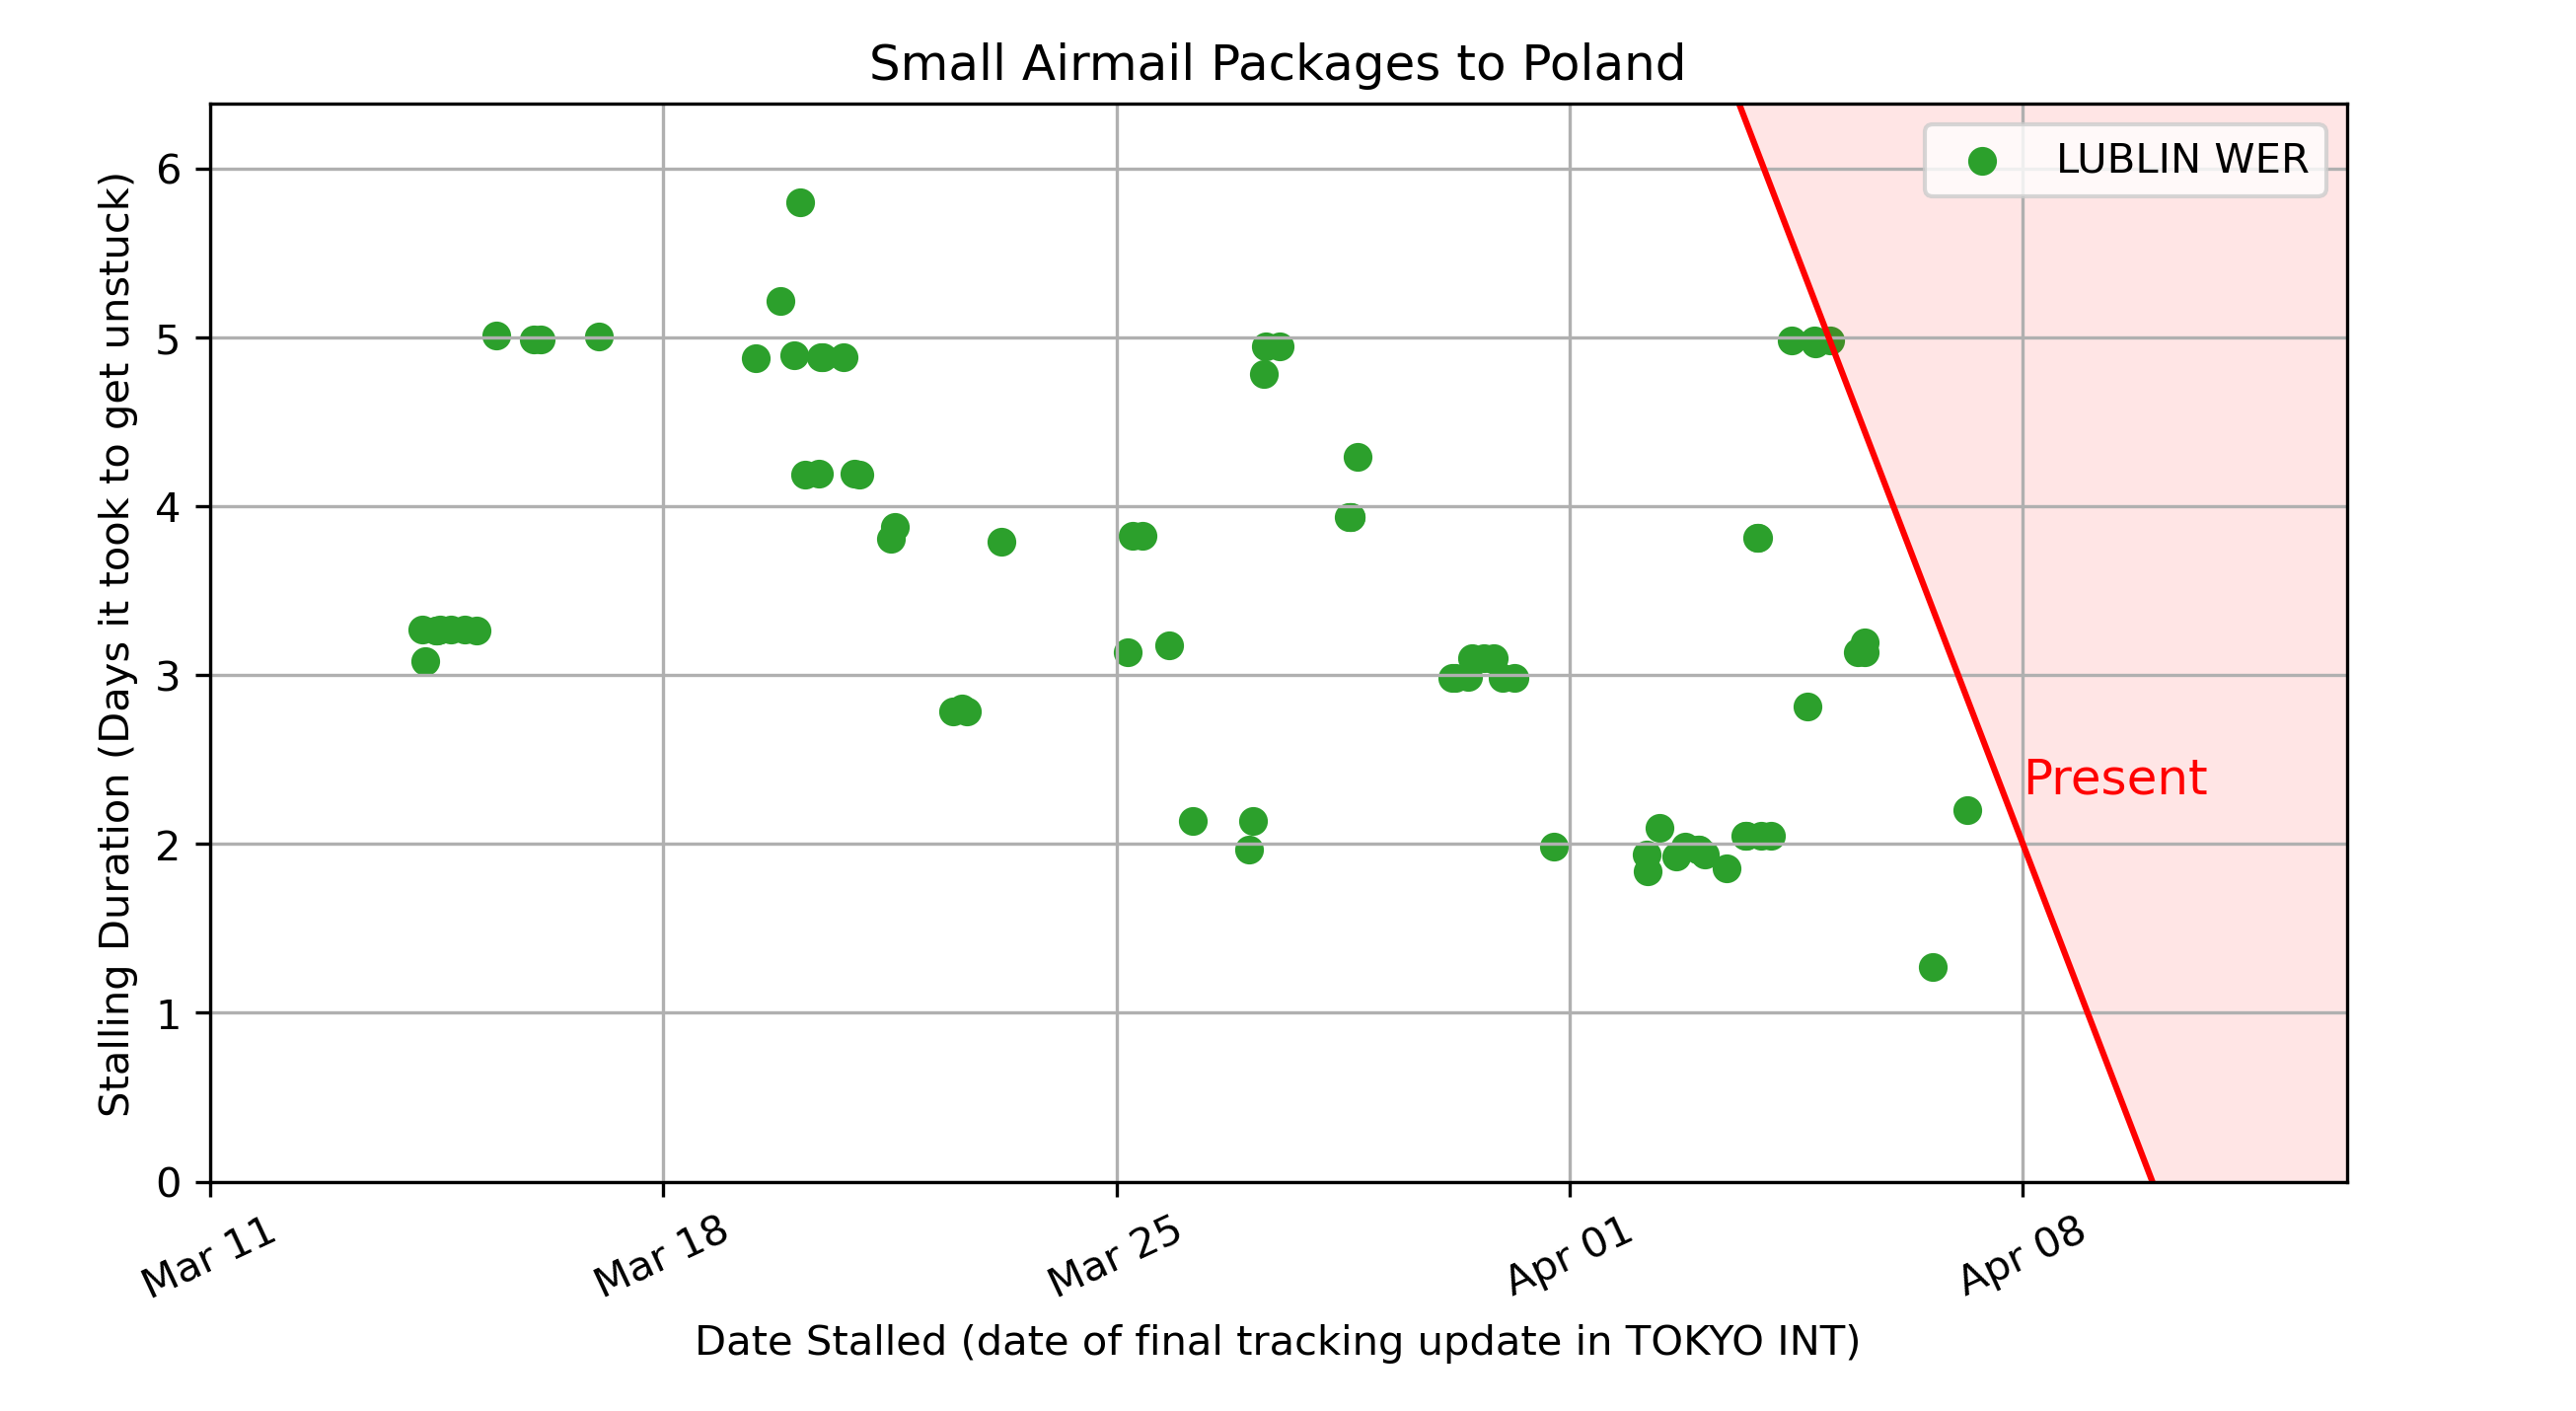 Small Airmail Packages to Poland
LUBLIN WER
Stalling Duration (Days it took to get unstuck)
6
5
4
3
2
1
0
Present
Mar 11
Mar 18
Mar 25
Apr 01
Apr 08
Date Stalled (date of final tracking update in TOKYO INT)